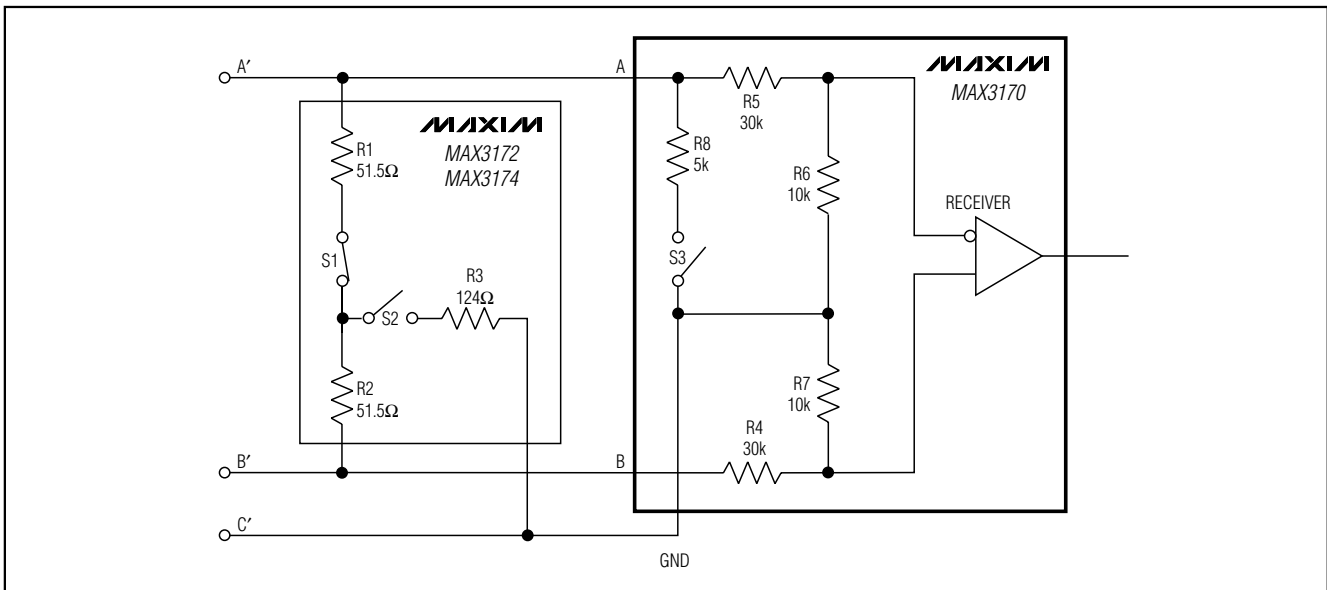 A′
A
MAXIM
MAX3170
R5
30k
MAXIM
MAX3172
MAX3174
R1
51.5Ω
R8
5k
R6
10k
RECEIVER
S1
S3
R3
124Ω
S2
R2
51.5Ω
R7
10k
R4
30k
B′
B
C′
GND